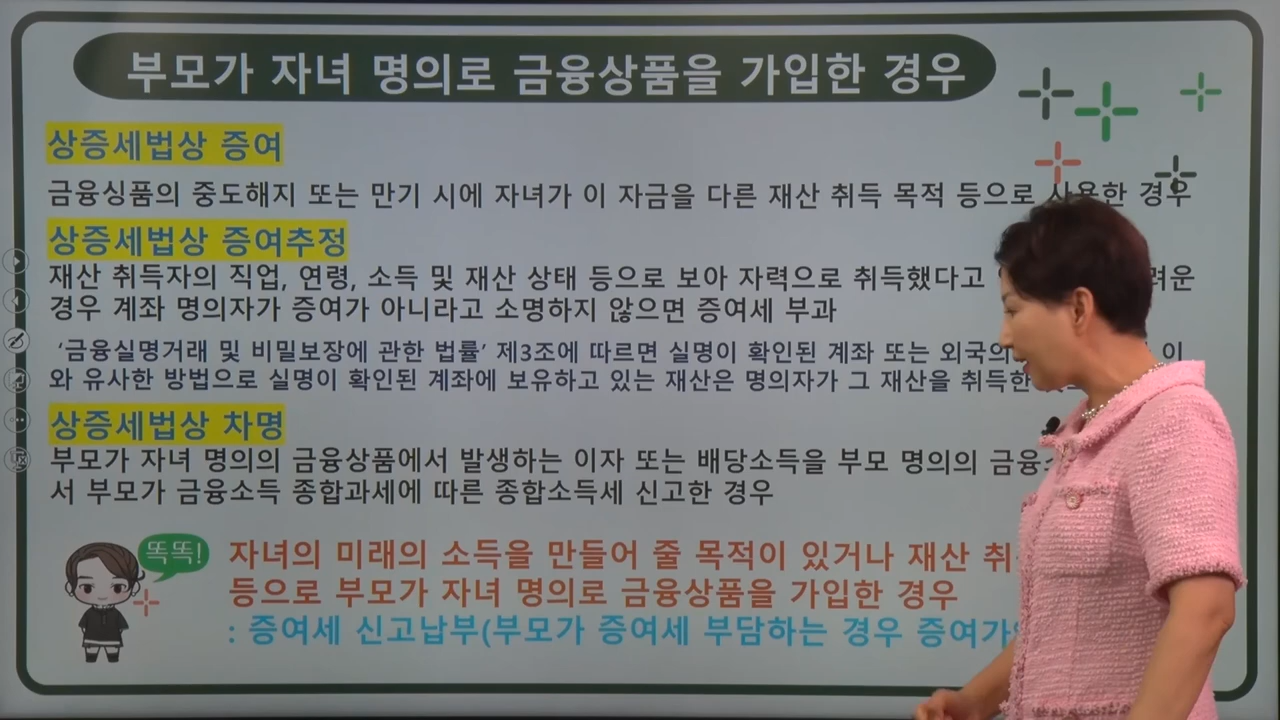 부모가 자녀 명의로 금융상품을 가입한 경우
상증세법상 증여
금융싱품의 중도해지 또는 만기 시에 자녀가 이 자금을 다른 재산 취득 목적 등으로 사용한 경우
상증세법상 증여추정
재산 취득자의 직업, 연령, 소득 및 재산 상태 등으로 보아 자력으로 취득했다고
경우 계좌 명의자가 증여가 아니라고 소명하지 않으면 증여세 부과
‘금융실명거래 및 비밀보장에 관한 법률’ 제3조에 따르면 실명이 확인된 계좌 또는 외국의 이
와 유사한 방법으로 실명이 확인된 계좌에 보유하고 있는 재산은 명의자가 그 재산을 취득한
상증세법상 차명
부모가 자녀 명의의 금융상품에서 발생하는 이자 또는 배당소득을 부모 명의의
서 부모가 금융소득 종합과세에 따른 종합소득세 신고한 경우
똑똑!
자녀의 미래의 소득을 만들어 줄 목적이 있거나 재산
등으로 부모가 자녀 명의로 금융상품을 가입한 경우
: 증여세 신고납부(부모가 증여세 부담하는 경우